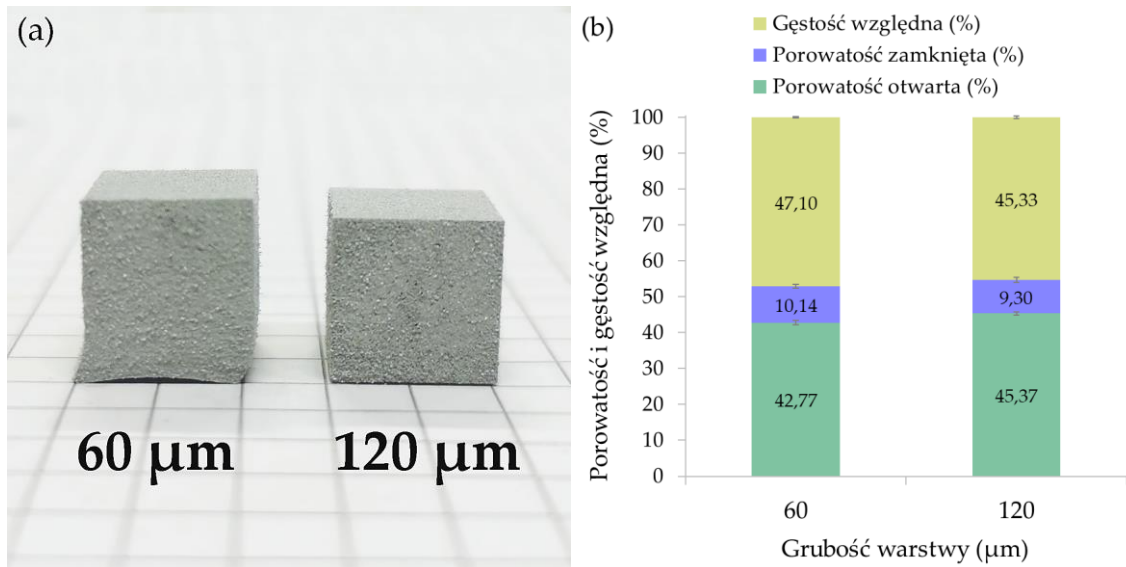 (a)
60 µm
120 µm
(b)
Gęstość względna (%)
Porowatość zamknięta (%)
Porowatość otwarta (%)
Porowatość i gęstość względna (%)
100
90
80
70
60
50
40
30
20
10
0
47,10
10,14
42,77
45,33
9,30
45,37
60
120
Grubość warstwy (µm)